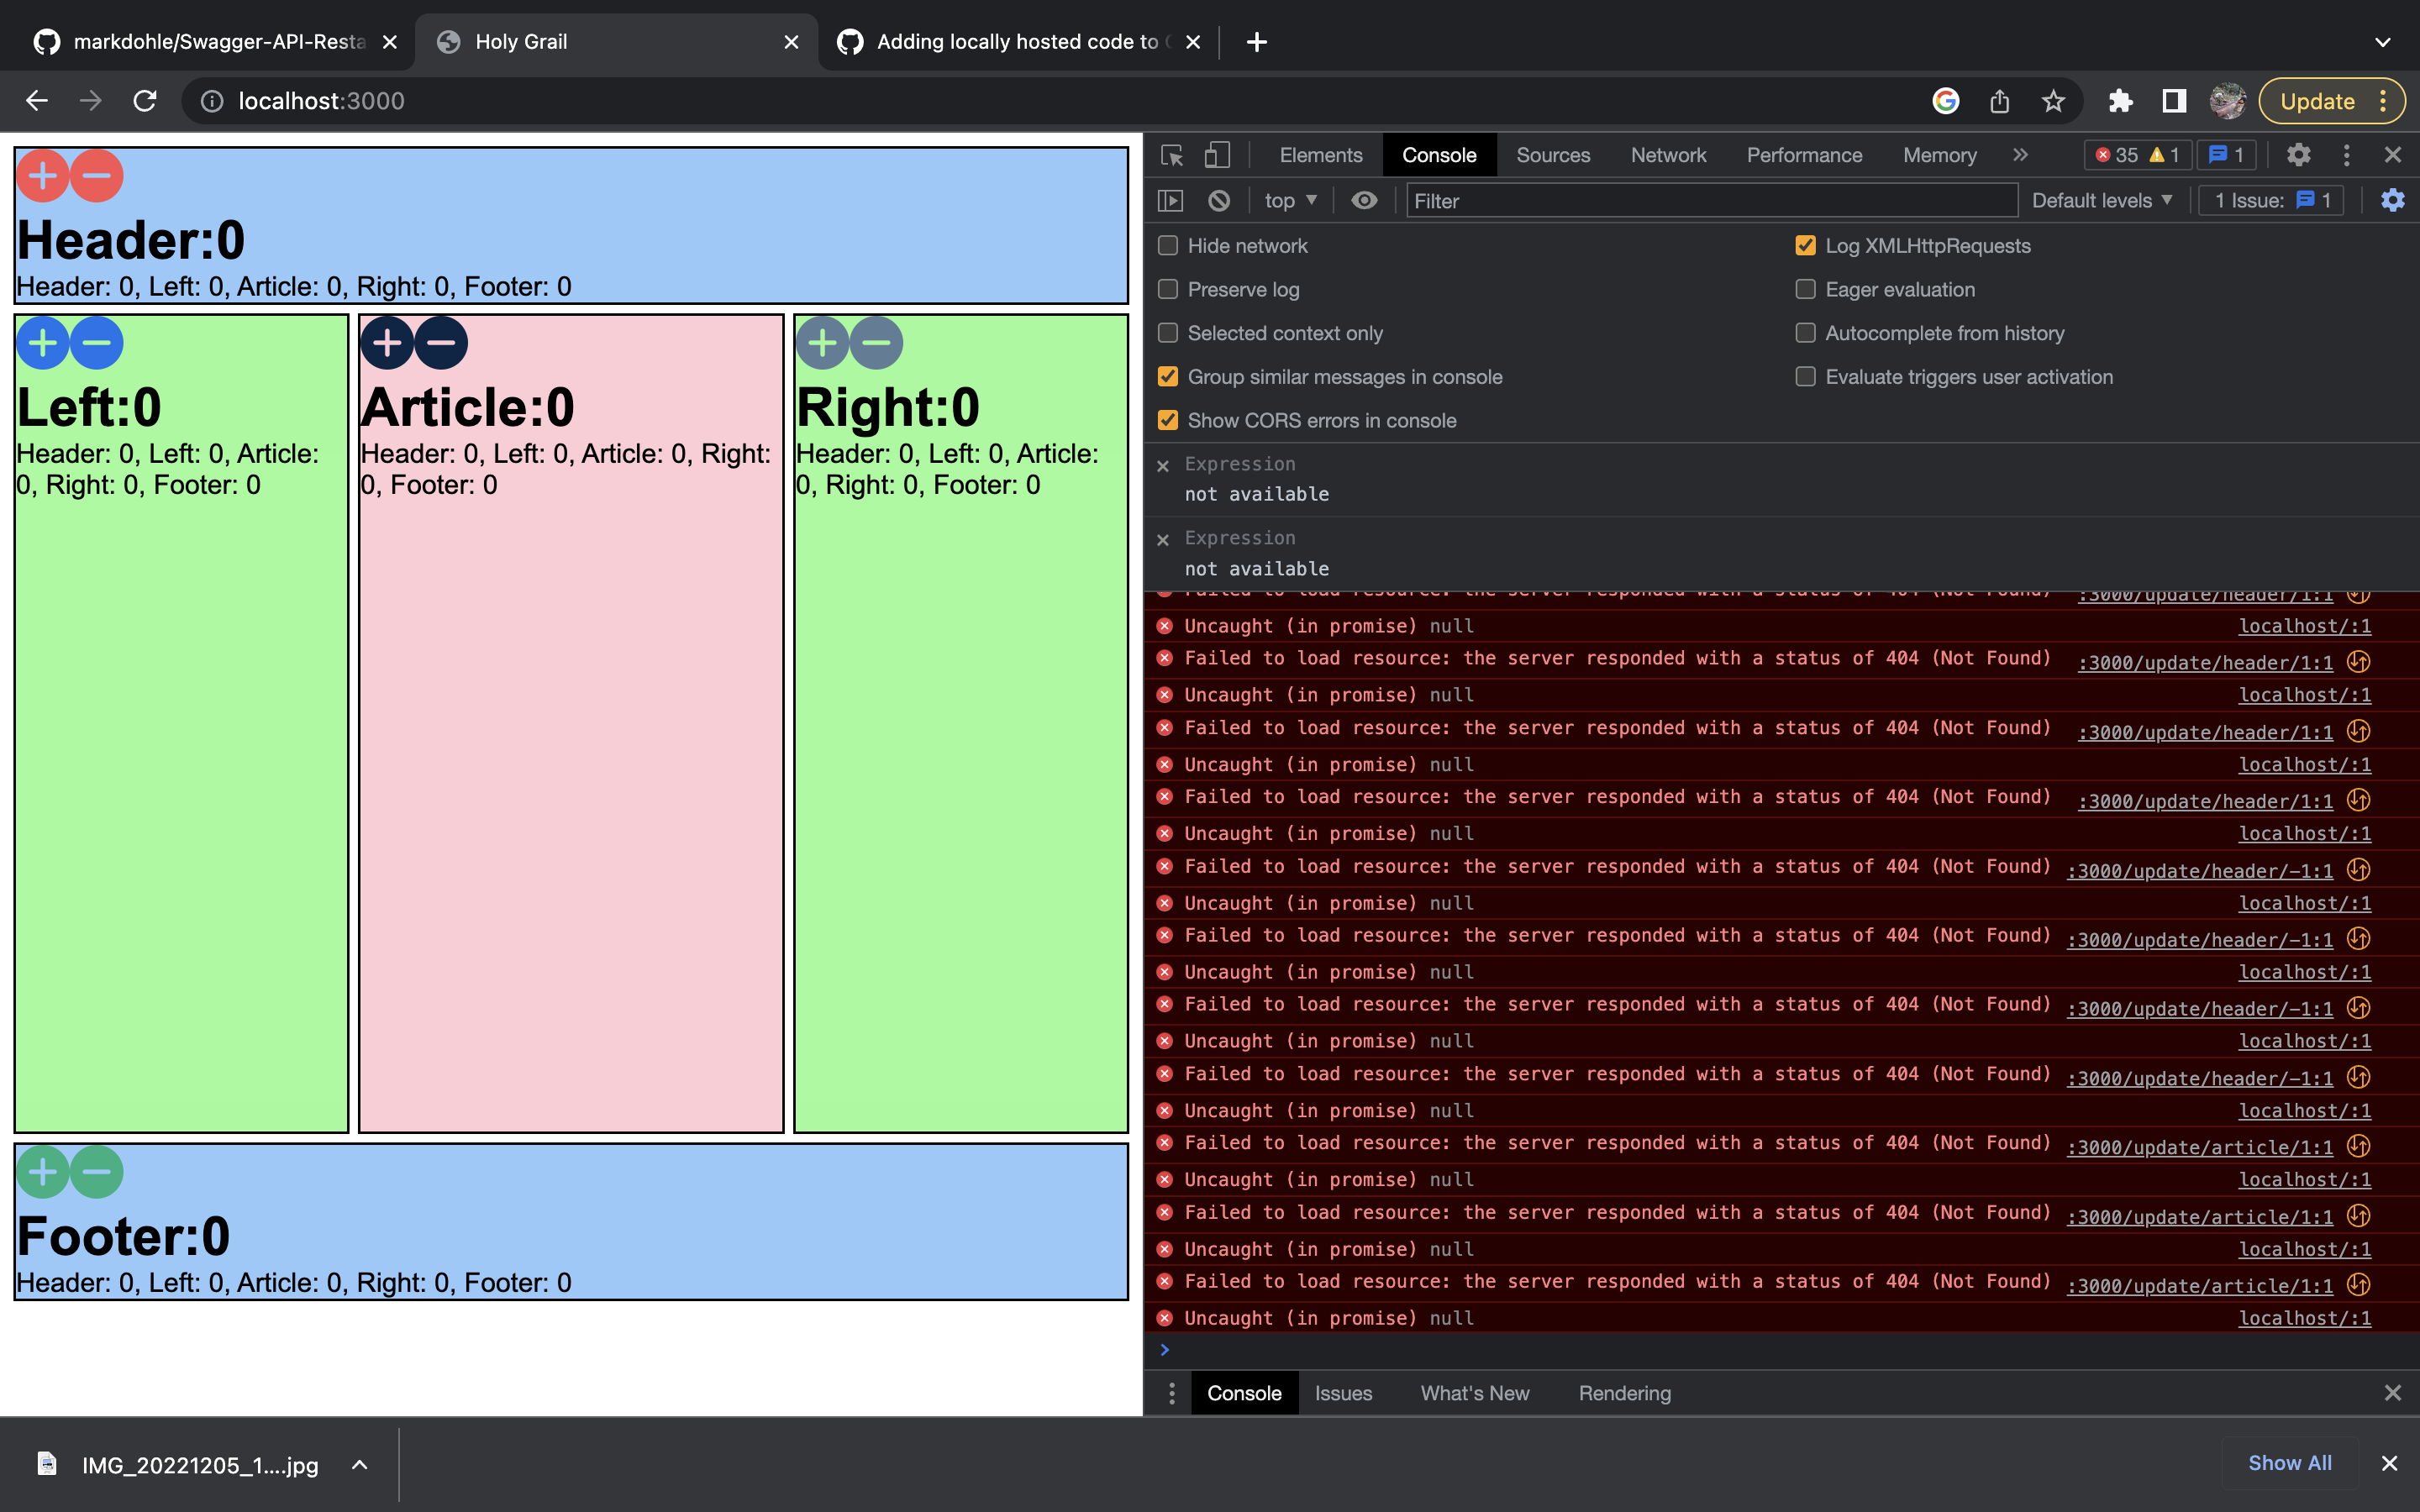 markdohle/Swagger-API-Resta
Holy Grail
Adding locally hosted code to
localhost:3000
Update
Header:0
Header: 0, Left: 0, Article: 0, Right: 0, Footer: 0
Left:0
Header: 0, Left: 0, Article:
0, Right: 0, Footer: 0
Article:0
Header: 0, Left: 0, Article: 0, Right:
0, Footer: 0
Right:0
Header: 0, Left: 0, Article:
0, Right: 0, Footer: 0
Footer:0
Header: 0, Left: 0, Article: 0, Right: 0, Footer: 0
Elements Console Sources Network Performance Memory » 35 1 1
top Filter Default levels 1 Issue: 1
Hide network
Log XMLHttpRequests
Preserve log
Eager evaluation
Selected context only
Autocomplete from history
Group similar messages in console
Evaluate triggers user activation
Show CORS errors in console
Expression
not available
Expression
not available
Failed to load resource: the server responded with a status of 404 (Not Found) :3000/update/header/1:1
Uncaught (in promise) null localhost/:1
Failed to load resource: the server responded with a status of 404 (Not Found) :3000/update/header/1:1
Uncaught (in promise) null localhost/:1
Failed to load resource: the server responded with a status of 404 (Not Found) :3000/update/header/1:1
Uncaught (in promise) null localhost/:1
Failed to load resource: the server responded with a status of 404 (Not Found) :3000/update/header/1:1
Uncaught (in promise) null localhost/:1
Failed to load resource: the server responded with a status of 404 (Not Found) :3000/update/header/-1:1
Uncaught (in promise) null localhost/:1
Failed to load resource: the server responded with a status of 404 (Not Found) :3000/update/header/-1:1
Uncaught (in promise) null localhost/:1
Failed to load resource: the server responded with a status of 404 (Not Found) :3000/update/header/-1:1
Uncaught (in promise) null localhost/:1
Failed to load resource: the server responded with a status of 404 (Not Found) :3000/update/header/-1:1
Uncaught (in promise) null localhost/:1
Failed to load resource: the server responded with a status of 404 (Not Found) :3000/update/article/1:1
Uncaught (in promise) null localhost/:1
Failed to load resource: the server responded with a status of 404 (Not Found) :3000/update/article/1:1
Uncaught (in promise) null localhost/:1
Failed to load resource: the server responded with a status of 404 (Not Found) :3000/update/article/1:1
Uncaught (in promise) null localhost/:1
Console Issues What's New Rendering
IMG_20221205_1....jpg
Show All